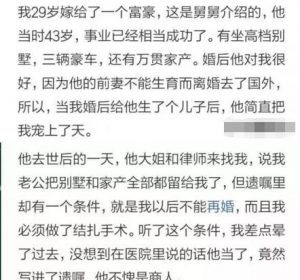 我29岁嫁给了一个富豪，这是舅舅介绍的，他
当时43岁，事业已经相当成功了。有坐高档别
墅，三辆豪车，还有万贯家产。婚后他对我很
好，因为他的前妻不能生育而离婚去了国外，
所以，当我婚后给他生了个儿子后，他简直把
我宠上了天。
他去世后的一天，他大姐和律师来找我，说我
老公把别墅和家产全部都留给我了，但遗嘱里
却有一个条件，就是我以后不能再婚，而且我
必须做了结扎手术。听了这个条件，我差点晕
了过去，没想到在医院里说的话他当了，竟然
写进了遗嘱，他不愧是商人。